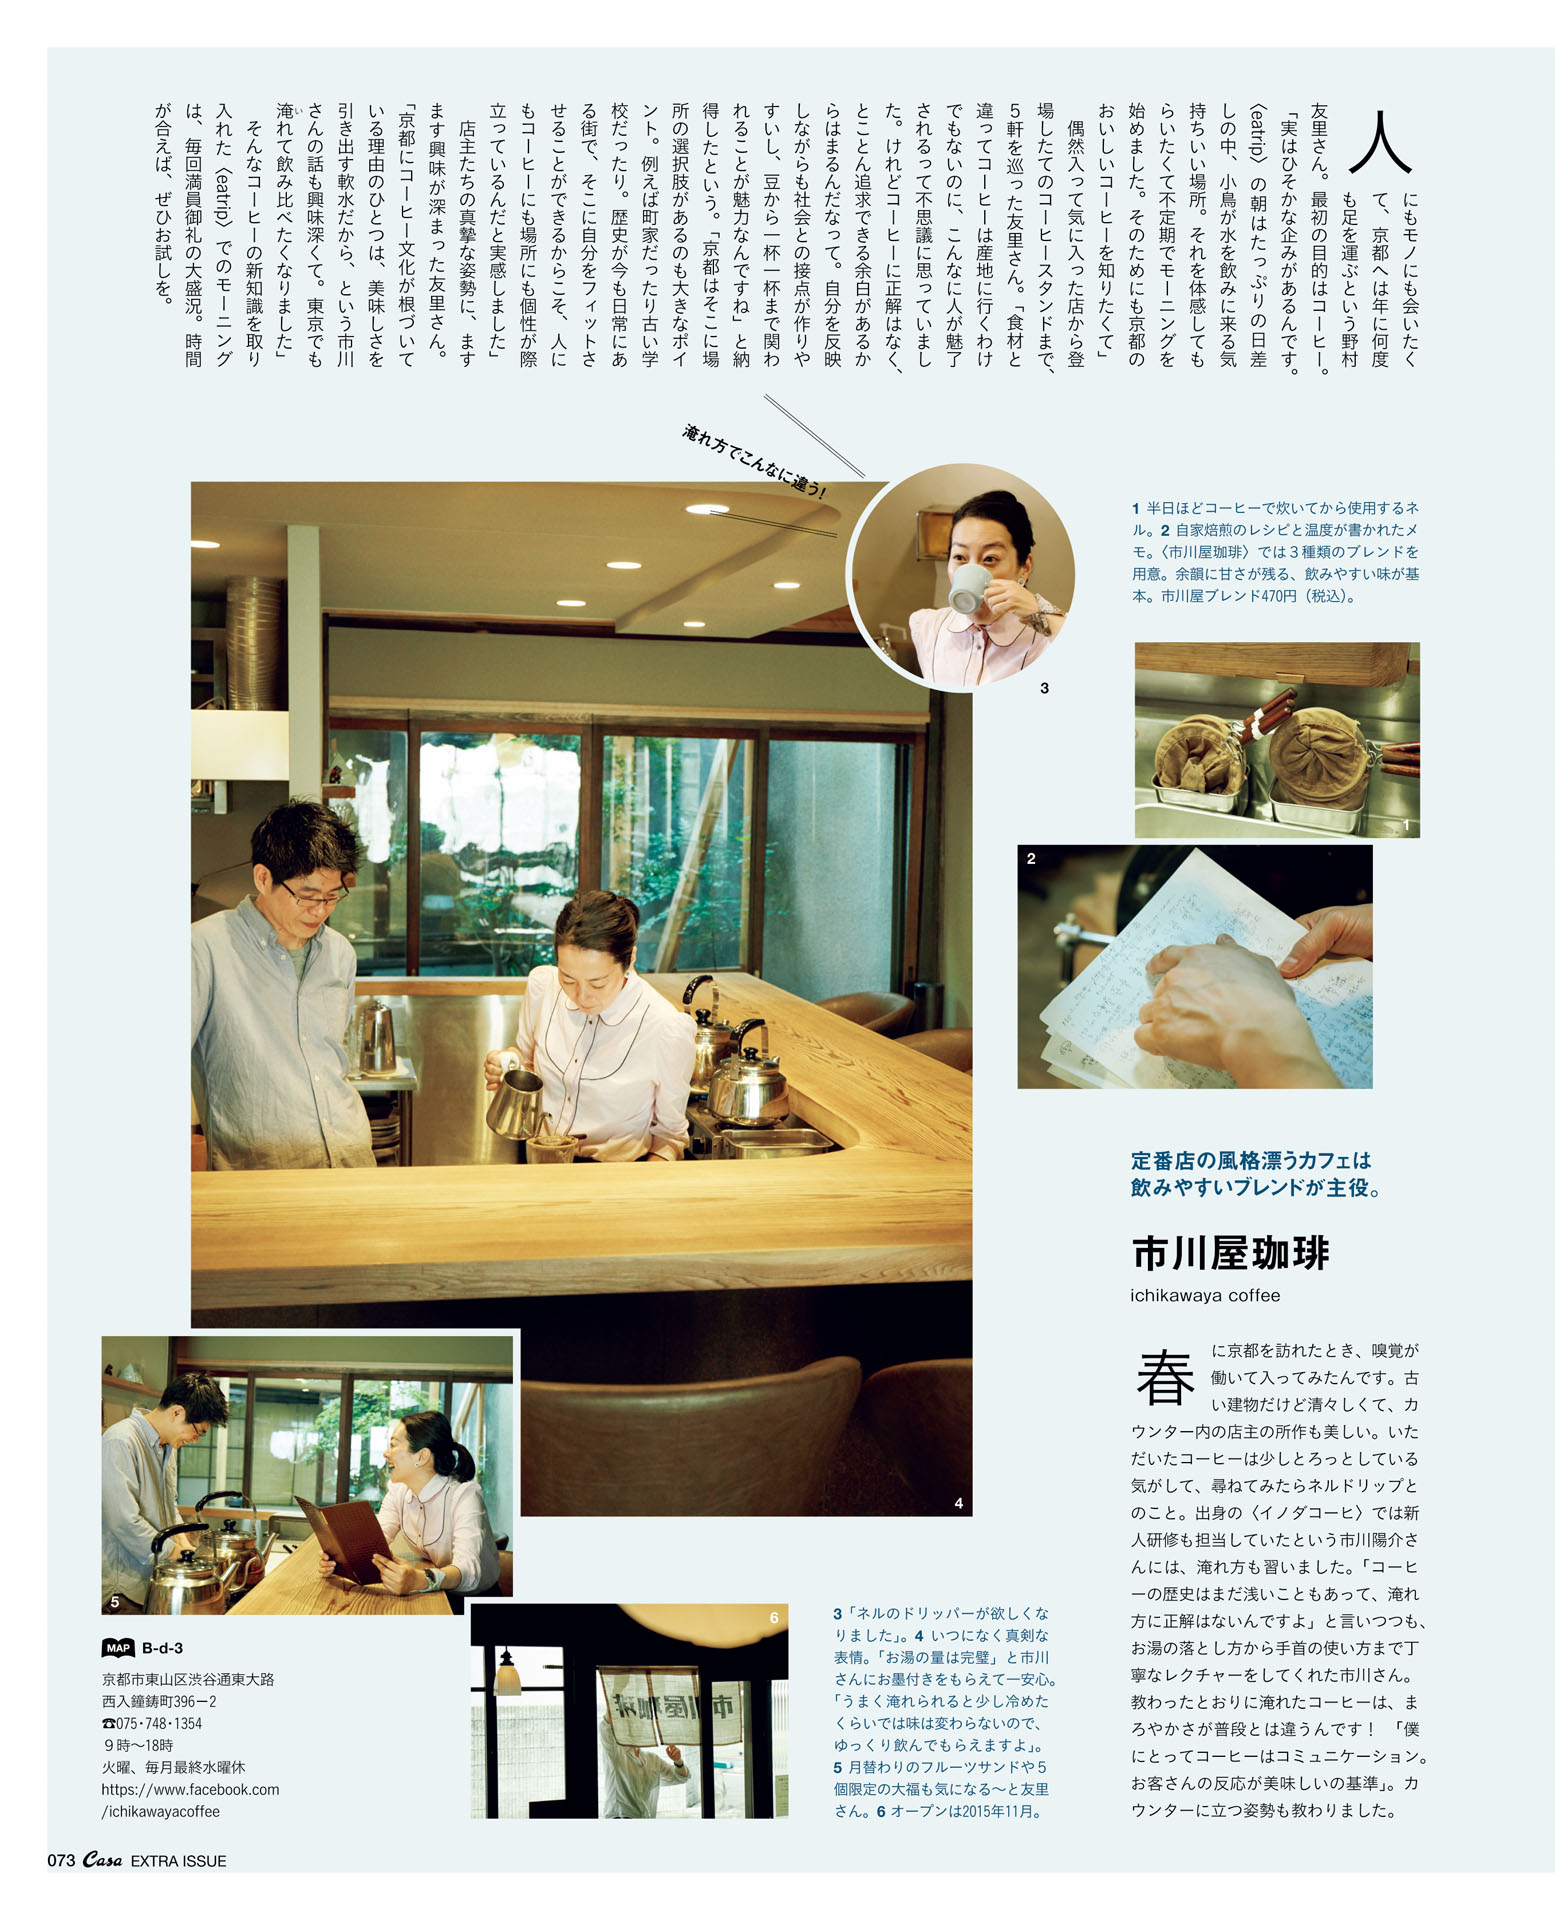 人にもモノにも会いたく
て、京都へは年に何度
も足を運ぶという野村
友里さん。最初の目的はコーヒー。
「実はひそかな企みがあるんです。
〈eatrip〉の朝はたっぷりの日差
しの中、小鳥が水を飲みに来る気
持ちいい場所。それを体感しても
らいたくて不定期でモーニングを
始めました。そのためにも京都の
おいしいコーヒーを知りたくて」
偶然入って気に入った店から登
場したてのコーヒースタンドまで、
5軒を巡った友里さん。「食材と
違ってコーヒーは産地に行くわけ
でもないのに、こんなに人が魅了
されるって不思議に思っていまし
た。けれどコーヒーに正解はなく、
とことん追求できる余白があるか
らはまるんだなって。自分を反映
しながらも社会との接点が作りや
すいし、豆から一杯一杯まで関わ
れることが魅力なんですね」と納
得したという。「京都はそこに場
所の選択肢があるのも大きなポイ
ント。例えば町家だったり古い学
校だったり。歴史が今も日常にあ
る街で、そこに自分をフィットさ
せることができるからこそ、人に
もコーヒーにも場所にも個性が際
立っているんだと実感しました」
店主たちの真摯な姿勢に、ます
ます興味が深まった友里さん。
「京都にコーヒー文化が根づいて
いる理由のひとつは、美味しさを
引き出す軟水だから、という市川
さんの話も興味深くて。東京でも
淹い れて飲み比べたくなりました」
そんなコーヒーの新知識を取り
入れた〈eatrip〉でのモーニング
は、毎回満員御礼の大盛況。時間
が合えば、ぜひお試しを。
淹れ方でこんなに違う!
3
1 半日ほどコーヒーで炊いてから使用するネ
ル。2 自家焙煎のレシピと温度が書かれたメ
モ。〈市川屋珈琲〉では3種類のブレンドを
用意。余韻に甘さが残る、飲みやすい味が基
本。市川屋ブレンド470円（税込）。
1
2
定番店の風格漂うカフェは
飲みやすいブレンドが主役。
市川屋珈琲
ichikawaya coffee
春に京都を訪れたとき、嗅覚が
働いて入ってみたんです。古
い建物だけど清々しくて、カ
ウンター内の店主の所作も美しい。いた
だいたコーヒーは少しとろっとしている
気がして、尋ねてみたらネルドリップと
のこと。出身の〈イノダコーヒ〉では新
人研修も担当していたという市川陽介さ
んには、淹れ方も習いました。「コーヒ
ーの歴史はまだ浅いこともあって、淹れ
方に正解はないんですよ」と言いつつも、
お湯の落とし方から手首の使い方まで丁
寧なレクチャーをしてくれた市川さん。
教わったとおりに淹れたコーヒーは、ま
ろやかさが普段とは違うんです！「僕
にとってコーヒーはコミュニケーション。
お客さんの反応が美味しいの基準」。カ
ウンターに立つ姿勢も教わりました。
4
5
6
市川屋珈琲
3「ネルのドリッパーが欲しくな
りました」。4 いつになく真剣な
表情。「お湯の量は完璧」と市川
さんにお墨付きをもらえて一安心。
「うまく淹れられると少し冷めた
くらいでは味は変わらないので、
ゆっくり飲んでもらえますよ」。
5 月替わりのフルーツサンドや5
個限定の大福も気になる〜と友里
さん。6 オープンは2015年11月。
MAP B-d-3
京都市東山区渋谷通東大路
西入鐘鋳町396−2
☎075・748・1354
9時〜18時
火曜、毎月最終水曜休
https://www.facebook.com
/ichikawayacoffee
073 Casa EXTRA ISSUE